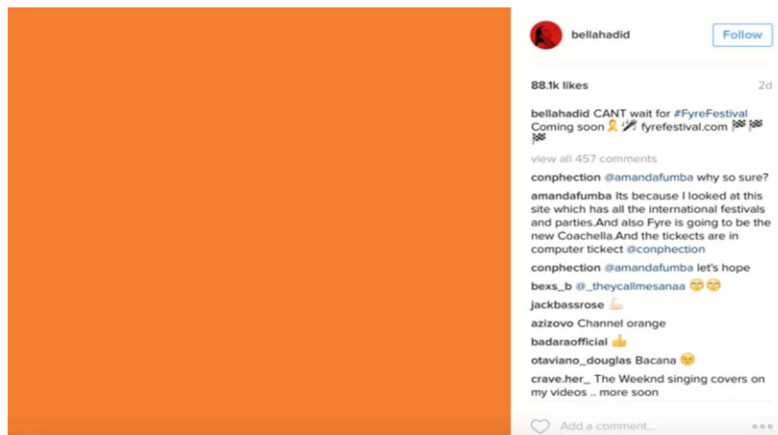 bellahadid
Follow
88.1k likes
2d
bellahadid CANT wait for #FyreFestival
Coming soon🎗️🎉 fyrefestival.com 🏁🏁
🏁
view all 457 comments
conphection @amandafumba why so sure?
amandafumba Its because I looked at this
site which has all the international festivals
and parties.And also Fyre is going to be the
new Coachella.And the tickects are in
computer tickect @conphection
conphection @amandafumba let's hope
bexs_b @_theycallmesanaa 🙄🙄
jackbassrose 💪🏻
azizovo Channel orange
badaraofficial 👍
otaviano_douglas Bacana 😉
crave.her_ The Weeknd singing covers on
my videos .. more soon
Add a comment...